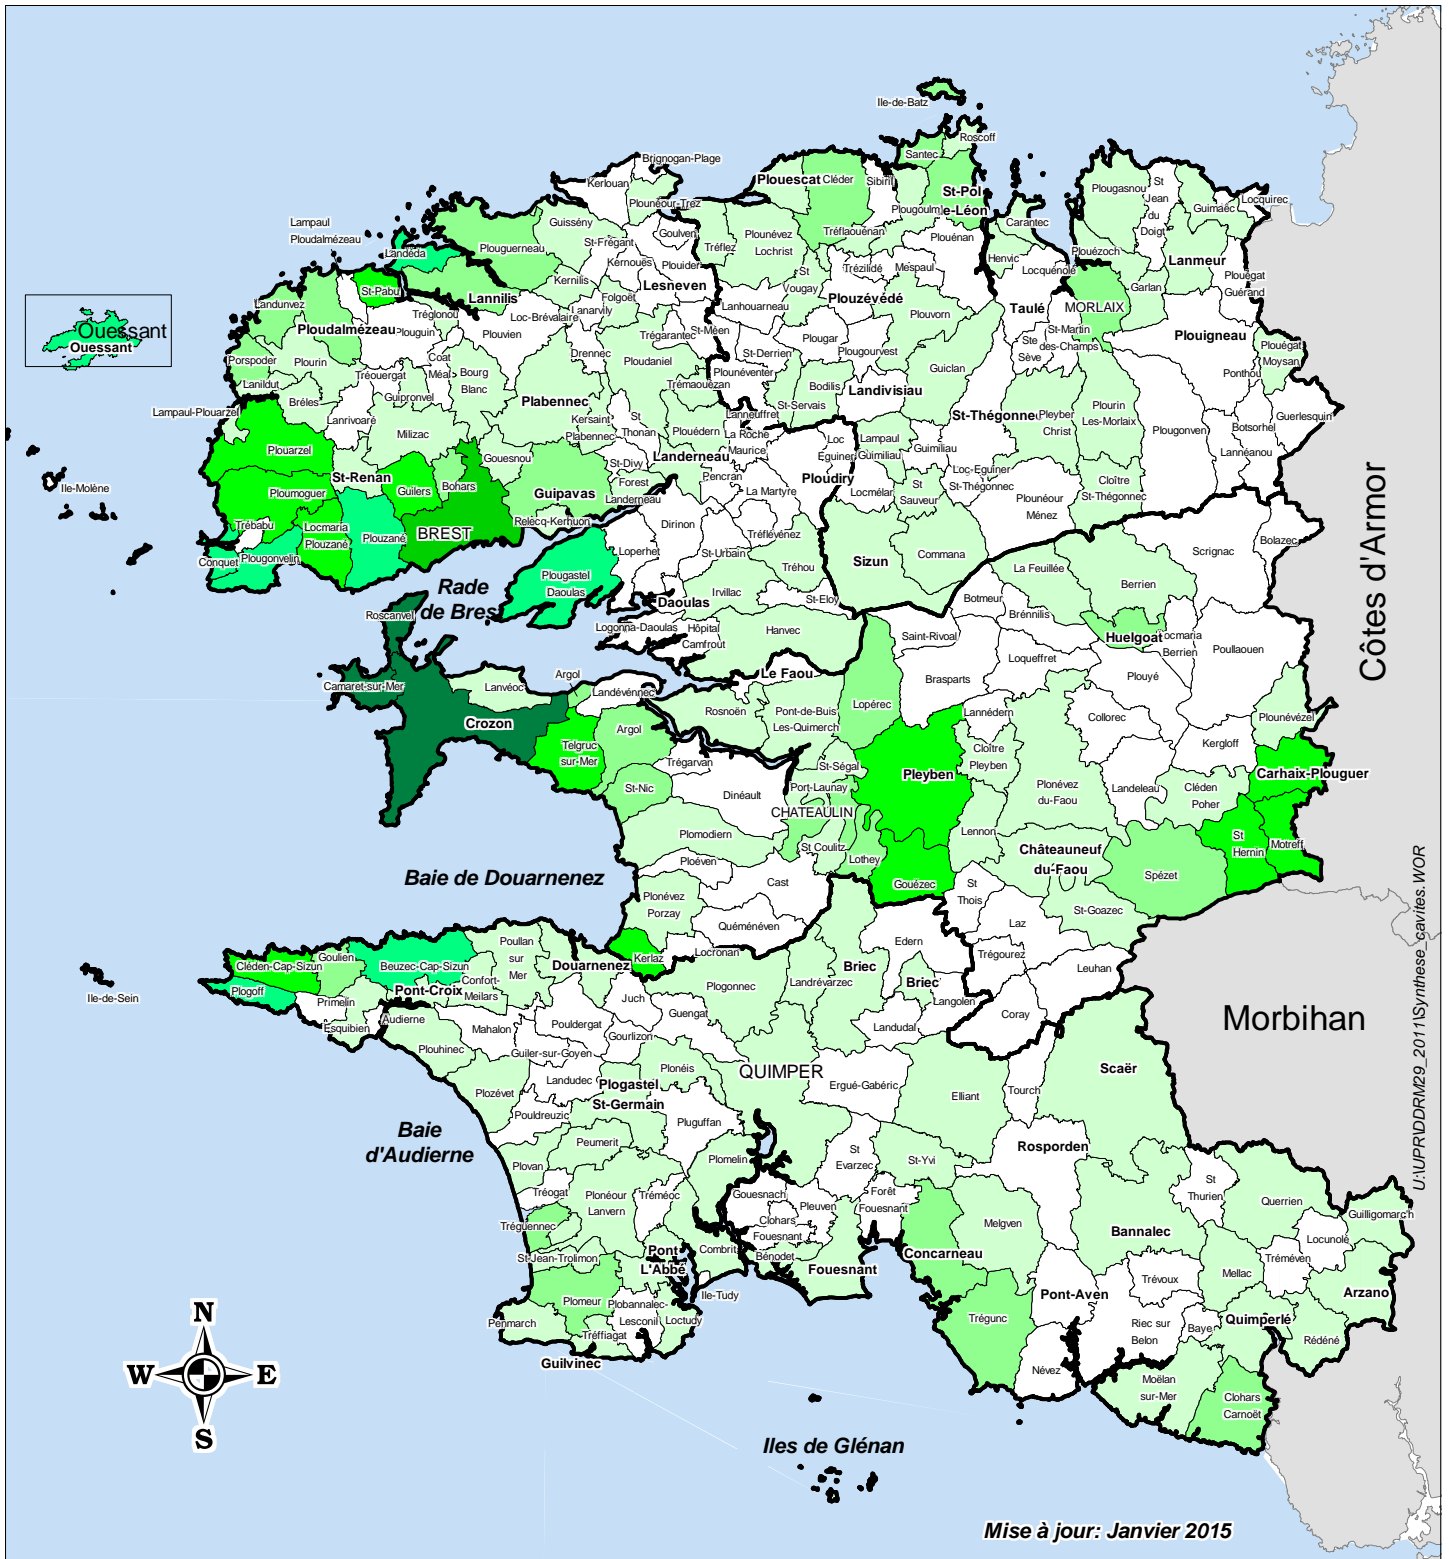 Ile-de-Batz
Roscoff
Santec
Brignogan-Plage
Kerlouan
Plouescat
Cléder
Sibiril
St-Pol
e-Léon
Plougoulm
Plounéour-Trez
Plougasnou
St
Jean
du
Doigt
Guimaëc
Locquirec
Lampaul
Ploudalmézeau
Guissény
Goulven
Tréflez
Plounévez
Lochrist
Tréflaouénan
Plouénan
Carantec
Henvic
Locquénolé
Plouézoch
Lanmeur
Plouégat
Guérand
Landéda
Plouguerneau
St-Frégant
Kernouës
Plouider
Kernilis
Folgoët
Lesneven
St
Vougay
Trézilidé
Mespaul
Plouzévédé
Lanhouarneau
Plouvorn
Taulé
MORLAIX
Garlan
St-Pabu
Lannilis
Landunvez
Ploudalmézeau
Tréglonou
Plouguin
Plouvien
Loc-Brévalaire
Lanarvily
Trégarantec
St-Méen
St-Derrien
Plougar
Plougourvest
St-Martin
des-Champs
Ste
Sève
Plouigneau
Plouégat
Moysan
Ponthou
Ouessant
Ouessant
Porspoder
Plourin
Lanildut
Tréouergat
Coat
Méal
Bourg
Blanc
Drennec
Ploudaniel
Trémaouézan
Plounéventer
Bodilis
St-Servais
Landivisiau
Guiclan
Guerlesquin
Botsorhel
Lannéanou
Lampaul-Plouarzel
Bréles
Guipronvel
Lanrivoaré
Milizac
Plabennec
Kersaint
Plabennec
St
Thonan
Plouédern
Lanneuffret
La Roche
Maurice
Landerneau
St-Thégonnec
Pleyber
Christ
Plourin
Les-Morlaix
Plougonven
Plouarzel
St-Renan
Guilers
Bohars
Gouesnou
Guipavas
St-Divy
Forest
Landerneau
Pencran
La Martyre
Ploudiry
Loc
Eguiner
Lampaul
Guimiliau
Guimiliau
Loc-Eguiner
St-Thégonnec
Locmélar
St
Sauveur
Plounéour
Ménez
Cloître
St-Thégonnec
Ile-Molène
Ploumoguer
Trébabu
Locmaria
Plouzané
Plouzané
BREST
Relecq-Kerhuon
Dirinon
Loperhet
Tréflévénez
St-Urbain
Tréhou
Conquet
Plougonvelin
Rade
de Brest
Plougastel
Daoulas
Irvillac
Daoulas
St-Eloy
Sizun
Commana
Scrignac
Bolazec
La Feuillée
Berrien
Botmeur
Brénnilis
Côtes d'Armor
Roscanvel
Logonna-Daoulas
Hôpital
Camfrout
Hanvec
Saint-Rivoal
Huelgoat
Locmaria
Berrien
Poullaouen
Loqueffret
Plouyé
Camaret-sur-Mer
Lanvéoc
Argol
Landévénnec
Le Faou
Rosnoën
Pont-de-Buis
Les-Quimerch
Lopérec
Brasparts
Lannédern
Collorec
Plounévézel
Kergloff
Crozon
Telgruc
sur-Mer
Argol
Trégarvan
St-Nic
Dinéault
St-Ségal
Port-Launay
CHATEAULIN
Pleyben
Cloître
Pleyben
Plonévez
du-Faou
Landeleau
Cléden
Poher
Carhaix-Plouguer
St
Hernin
Motreff
Plomodiern
St Coulitz
Lothey
Lennon
Châteauneuf
du-Faou
Spézet
Gouézec
Baie de Douarnenez
Ploéven
Cast
Plonévez
Porzay
Quéménéven
St
Thois
St-Goazec
Laz
Cléden-Cap-Sizun
Goulien
Beuzec-Cap-Sizun
Poullan
sur
Mer
Douarnenez
Kerlaz
Locronan
Briec
Edern
Trégourez
Leuhan
Ile-de-Sein
Plogoff
Primelin
Pont-Croix
Confort-
Meilars
Plogonnec
Landrévarzec
Briec
Langolen
Coray
Morbihan
Esquibien
Audierne
Plouhinec
Mahalon
Pouldergat
Juch
Guengat
Gourlizon
Landudal
Guiler-sur-Goyen
Plozévet
Landudec
Plogastel
St-Germain
Plonéis
QUIMPER
Ergué-Gabéric
Elliant
Tourch
Scaër
Pouldreuzic
Pluguffan
Baie
d'Audierne
Peumerit
Plovan
Plomelin
St
Evarzec
St-Yvi
Rosporden
Tréogat
Plonéour
Lanvern
Tréméoc
Gouesnach
Pleuven
Clohars
Fouesnant
Forêt
Fouesnant
St
Thurien
Querrien
Guilligomarc'h
Tréguennec
Melgven
Bannalec
Locunolé
St-Jean-Trolimon
Pont
L'Abbé
Combrit
Bénodet
Fouesnant
Concarneau
Trévoux
Mellac
Tréméven
Arzano
Ile-Tudy
Plomeur
Plobannalec-
Lesconil
Loctudy
Trégunc
Pont-Aven
Riec sur
Belon
Baye
Quimperlé
Rédéné
Penmarch
Tréffiagat
Guilvinec
Névez
Moëlan
sur-Mer
Clohars
Carnoët
N
W
E
S
Iles de Glénan
Mise à jour: Janvier 2015
U:\UPR\DDRM29_2011\Synthese_cavites.WOR